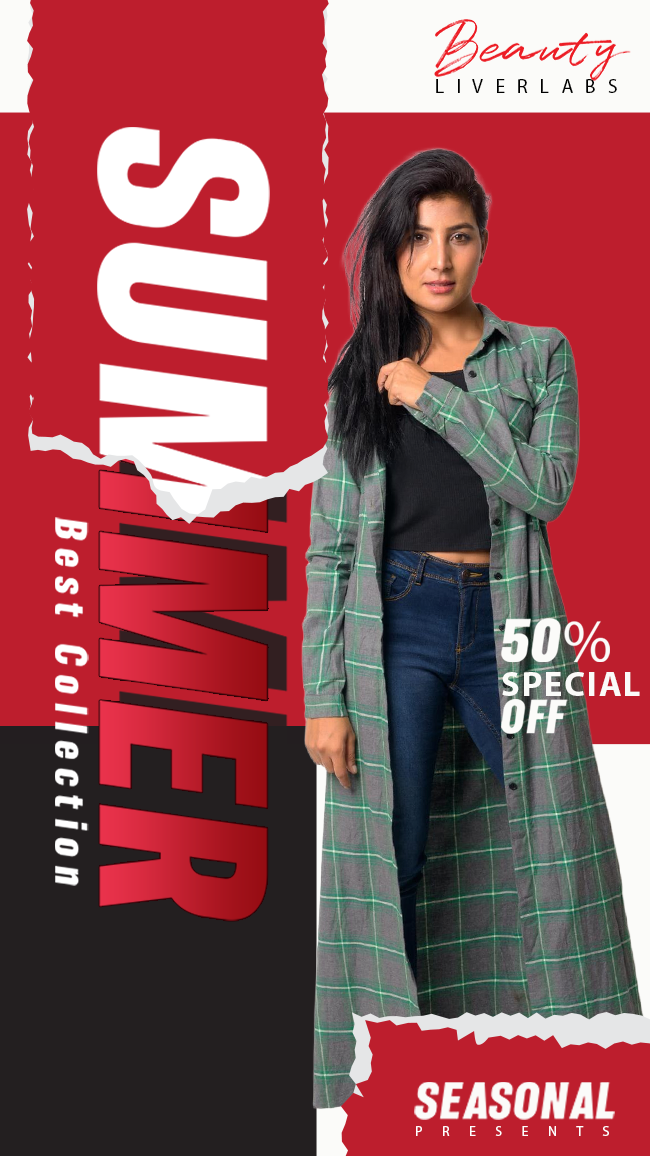 Beauty
LIVERLABS
SUMMER
Best Collection
50%
SPECIAL
OFF
SEASONAL
PRESENTS